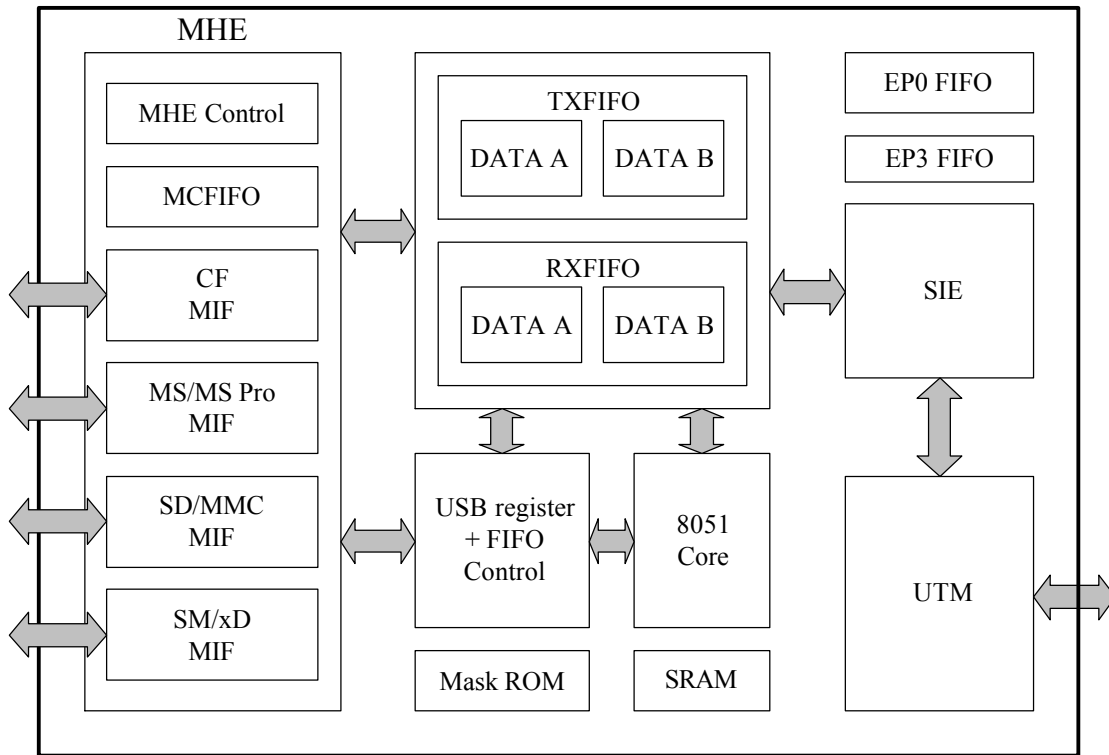 MHE
MHE Control
MCFIFO
CF
MIF
MS/MS Pro
MIF
SD/MMC
MIF
SM/xD
MIF
TXFIFO
DATA A
DATA B
RXFIFO
DATA A
DATA B
USB register
+ FIFO
Control
8051
Core
Mask ROM
SRAM
EP0 FIFO
EP3 FIFO
SIE
UTM